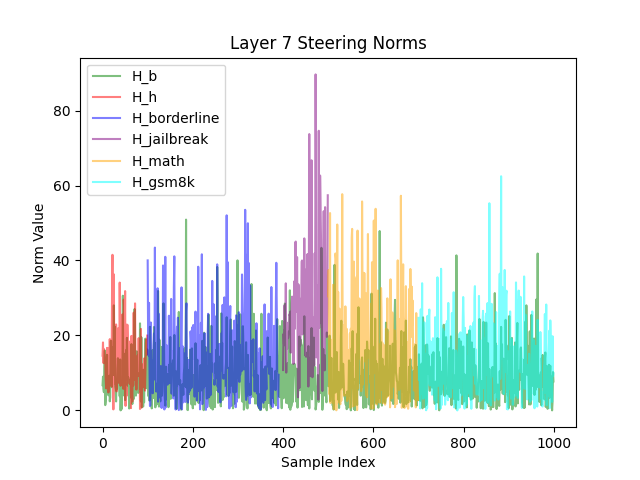 Layer 7 Steering Norms
H_b
H_h
H_borderline
H_jailbreak
H_math
H_gsm8k
Norm Value
80
60
40
20
0
0 200 400 600 800 1000
Sample Index